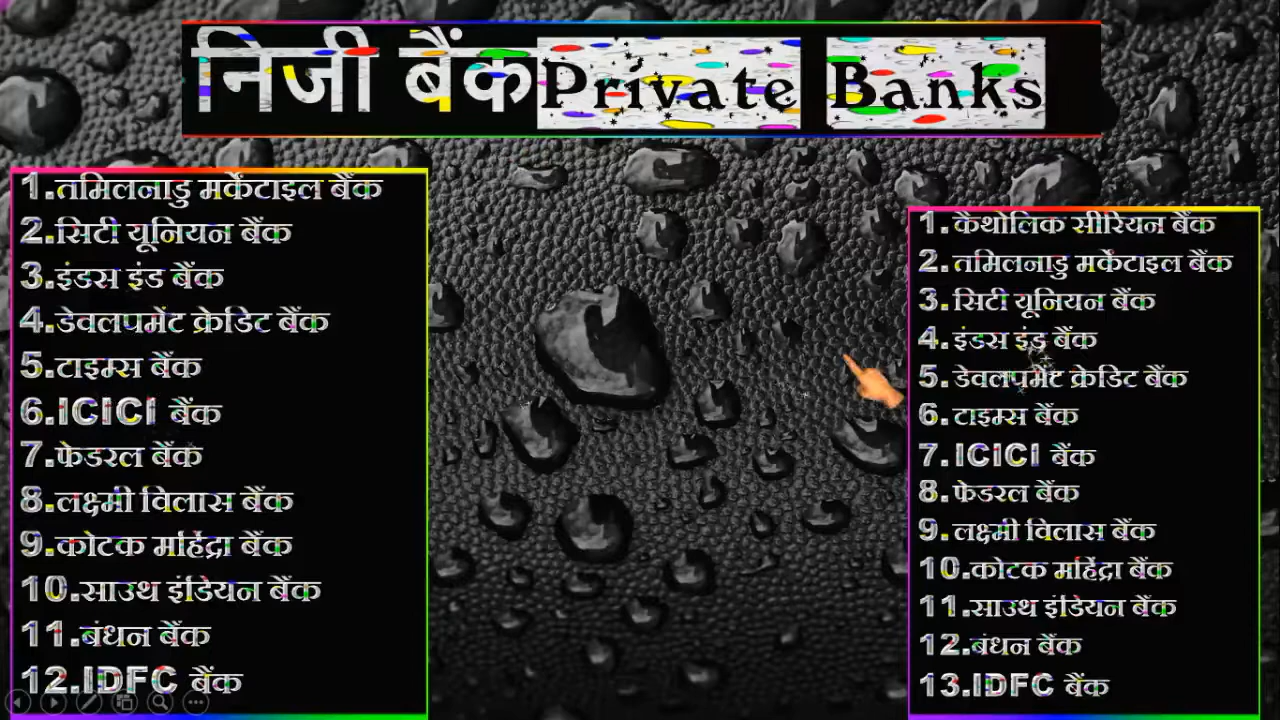 निजी बैंक Private Banks
1.तमिलनाडु मर्केंटाइल बैंक
2.सिटी यूनियन बैंक
3.इंडस इंड बैंक
4.डेवलपमेंट क्रेडिट बैंक
5.टाइम्स बैंक
6.ICICI बैंक
7.फेडरल बैंक
8.लक्ष्मी विलास बैंक
9.कोटक महिंद्रा बैंक
10.साउथ इंडियन बैंक
11.बंधन बैंक
12.IDFC बैंक
1.कैथोलिक सीरियन बैंक
2.तमिलनाडु मर्केंटाइल बैंक
3.सिटी यूनियन बैंक
4.इंडस इंड बैंक
5.डेवलपमेंट क्रेडिट बैंक
6.टाइम्स बैंक
7.ICICI बैंक
8.फेडरल बैंक
9.लक्ष्मी विलास बैंक
10.कोटक महिंद्रा बैंक
11.साउथ इंडियन बैंक
12.बंधन बैंक
13.IDFC बैंक